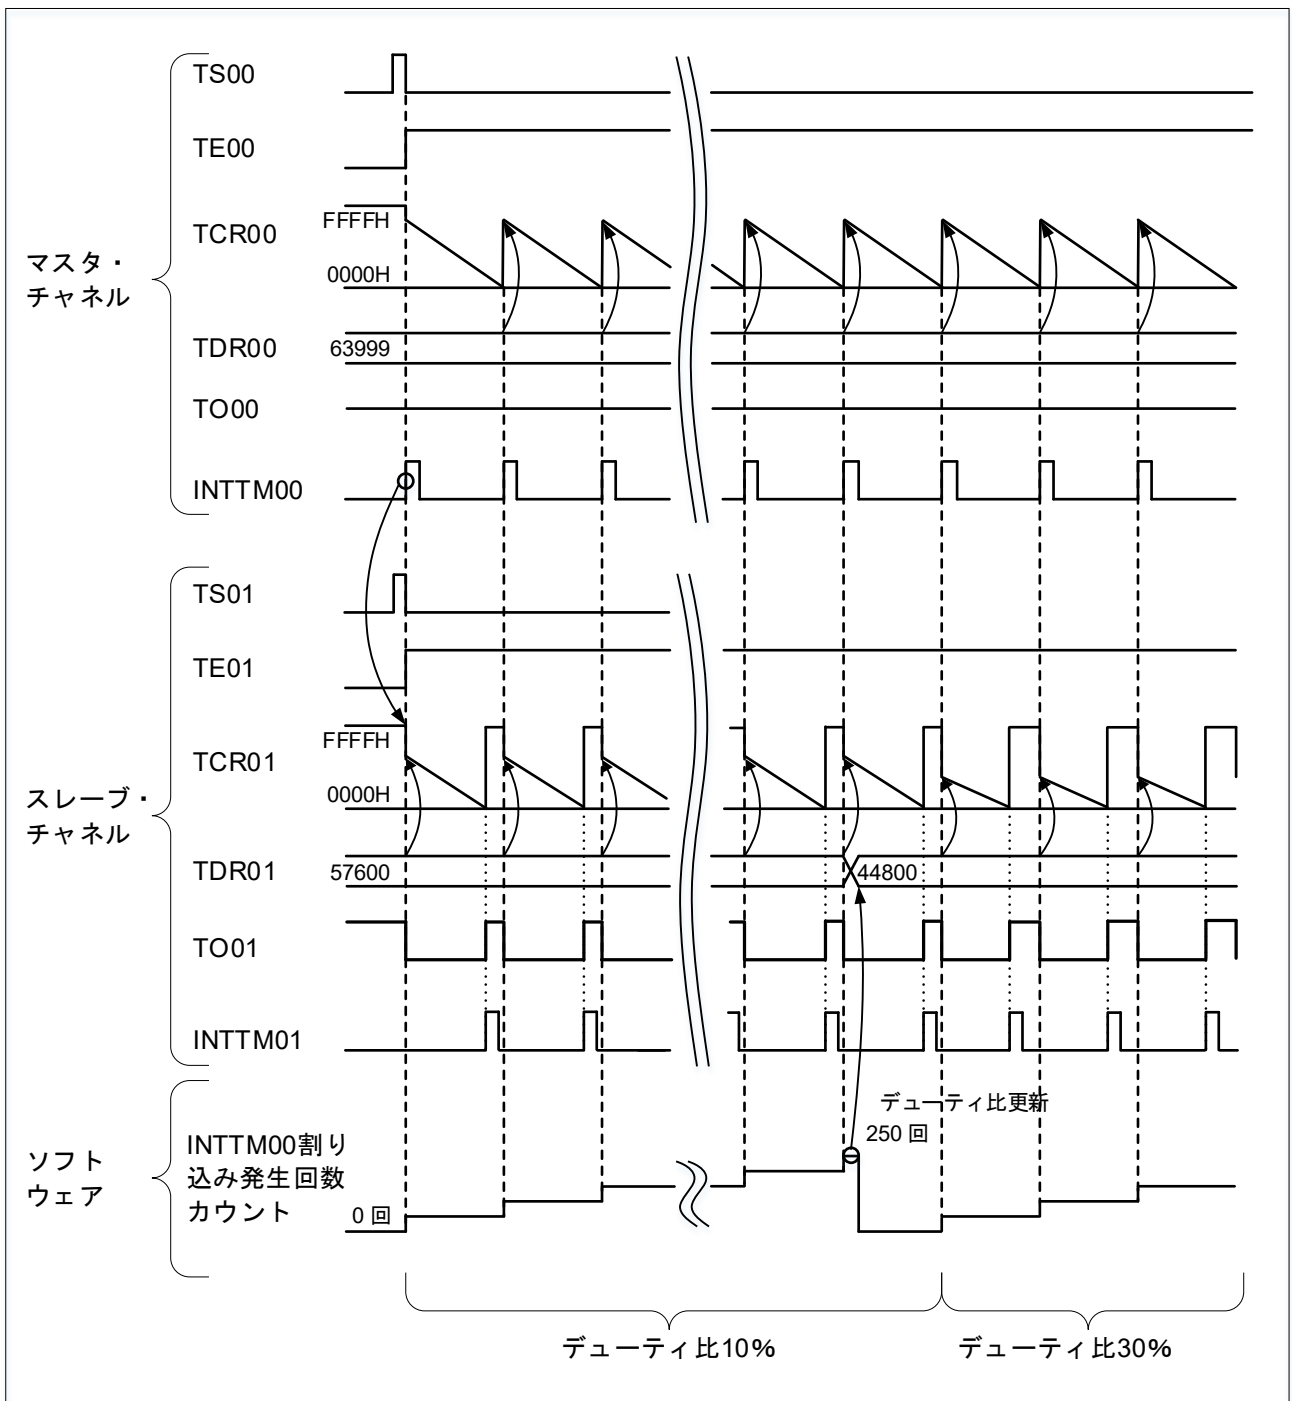 マスタ・
チャネル
TS00
TE00
TCR00
FFFFH
0000H
TDR00
63999
TO00
INTTM00
スレーブ・
チャネル
TS01
TE01
TCR01
FFFFH
0000H
TDR01
57600
44800
TO01
INTTM01
ソフト
ウェア
INTTM00割り
込み発生回数
カウント
0 回
デューティ比更新
250 回
デューティ比10%
デューティ比30%